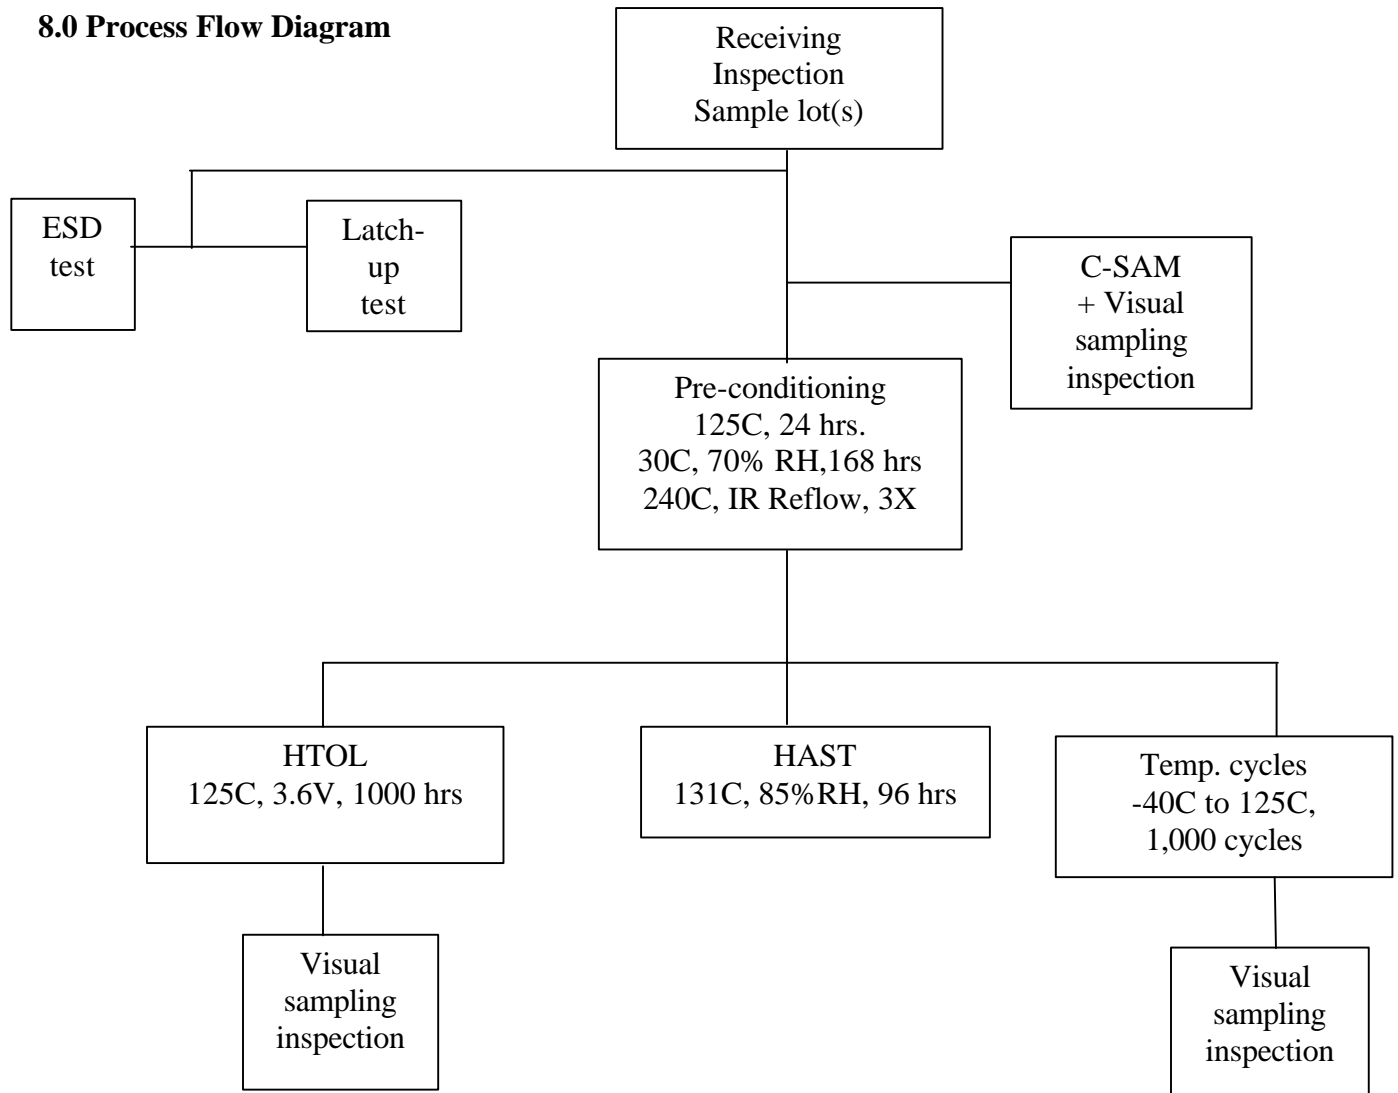 8.0 Process Flow Diagram
Receiving
Inspection
Sample lot(s)
ESD
test
Latch-
up
test
C-SAM
+ Visual
sampling
inspection
Pre-conditioning
125C, 24 hrs.
30C, 70% RH,168 hrs
240C, IR Reflow, 3X
HTOL
125C, 3.6V, 1000 hrs
HAST
131C, 85%RH, 96 hrs
Temp. cycles
-40C to 125C,
1,000 cycles
Visual
sampling
inspection
Visual
sampling
inspection